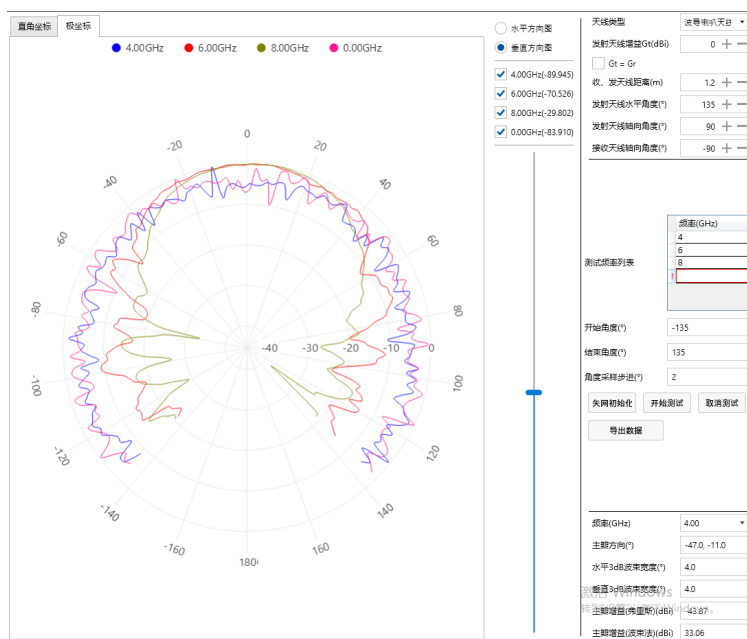 直角坐标 极坐标
4.00GHz 6.00GHz 8.00GHz 0.00GHz
0
-20 20
-40 40
-60 60
-80 80
-40 -30 -20 -10 0
-100 100
-120 120
-140 140
-160 160
180
水平方向图
垂直方向图
4.00GHz(-89.945)
6.00GHz(-70.526)
8.00GHz(-29.802)
0.00GHz(-83.910)
天线类型 波导喇叭天线
发射天线增益Gt(dBi) 0
Gt = Gr
收、发天线距离(m) 1.2
发射天线水平角度(°) 135
发射天线轴向角度(°) 90
接收天线轴向角度(°) -90
测试频率列表
频率(GHz)
4
6
8
!
开始角度(°) -135
结束角度(°) 135
角度采样步进(°) 2
矢网初始化 开始测试 取消测试
导出数据
频率(GHz) 4.00
主瓣方向(°) -47.0, -11.0
水平3dB波束宽度(°) 4.0
垂直3dB波束宽度(°) 4.0
激活 Windows
主瓣增益(弗里斯)(dBi) -43.87
主瓣增益(波束法)(dBi) 33.06